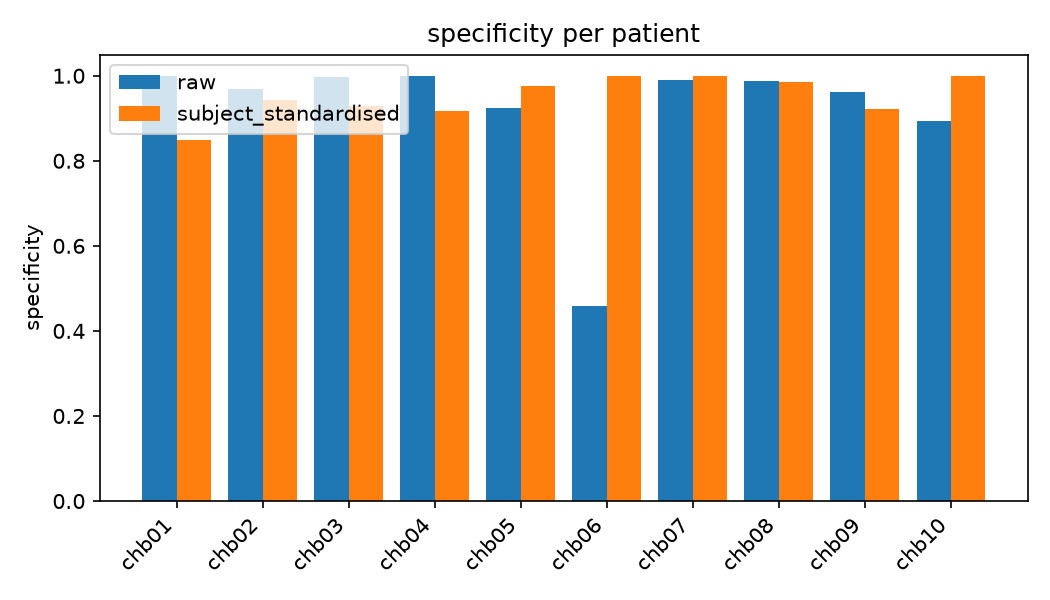 specificity per patient
1.0
0.8
0.6
0.4
0.2
0.0
specificity
raw
subject_standardised
chb01
chb02
chb03
chb04
chb05
chb06
chb07
chb08
chb09
chb10